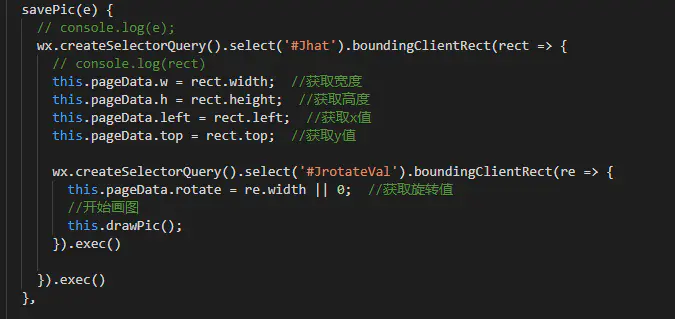 savePic(e) {
// console.log(e);
wx.createSelectorQuery().select('#Jhat').boundingClientRect(rect => {
// console.log(rect)
this.pageData.w = rect.width;  //获取宽度
this.pageData.h = rect.height;  //获取高度
this.pageData.left = rect.left;  //获取x值
this.pageData.top = rect.top;  //获取y值
wx.createSelectorQuery().select('#JrotateVal').boundingClientRect(re => {
this.pageData.rotate = re.width || 0;  //获取旋转值
//开始画图
this.drawPic();
}).exec()
}).exec()
},